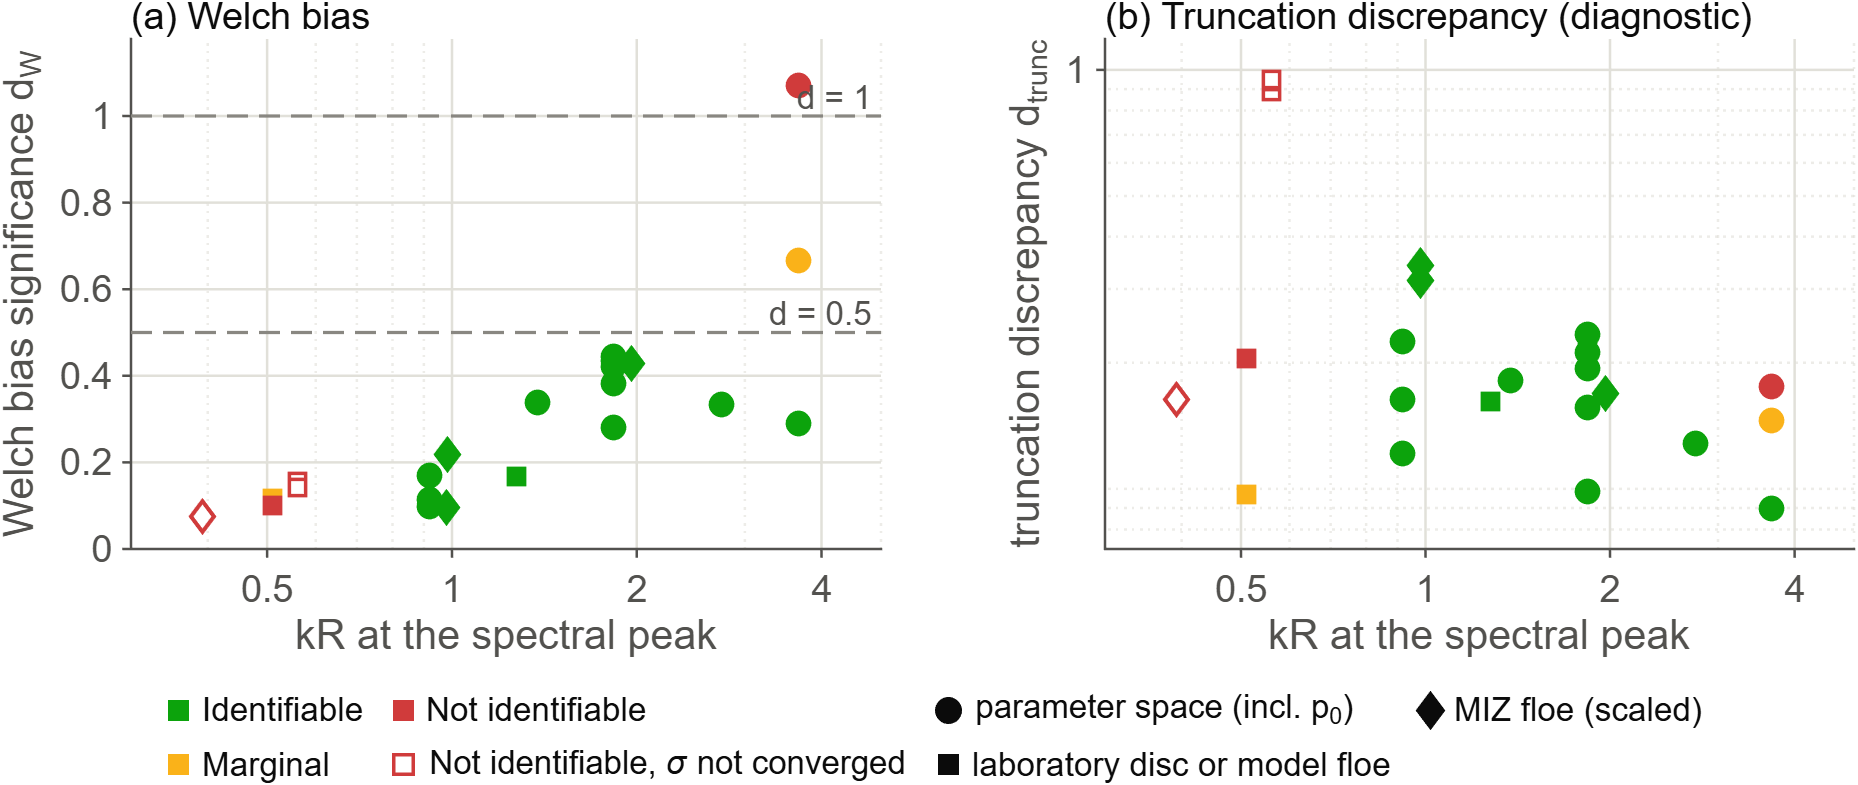 (a) Welch bias
Welch bias significance d_W
1
0.8
0.6
0.4
0.2
0
d = 1
d = 0.5
0.5 1 2 4
kR at the spectral peak
(b) Truncation discrepancy (diagnostic)
truncation discrepancy d_trunc
1
0.5 1 2 4
kR at the spectral peak
Identifiable
Not identifiable
Marginal
Not identifiable, σ not converged
parameter space (incl. p₀)
MIZ floe (scaled)
laboratory disc or model floe